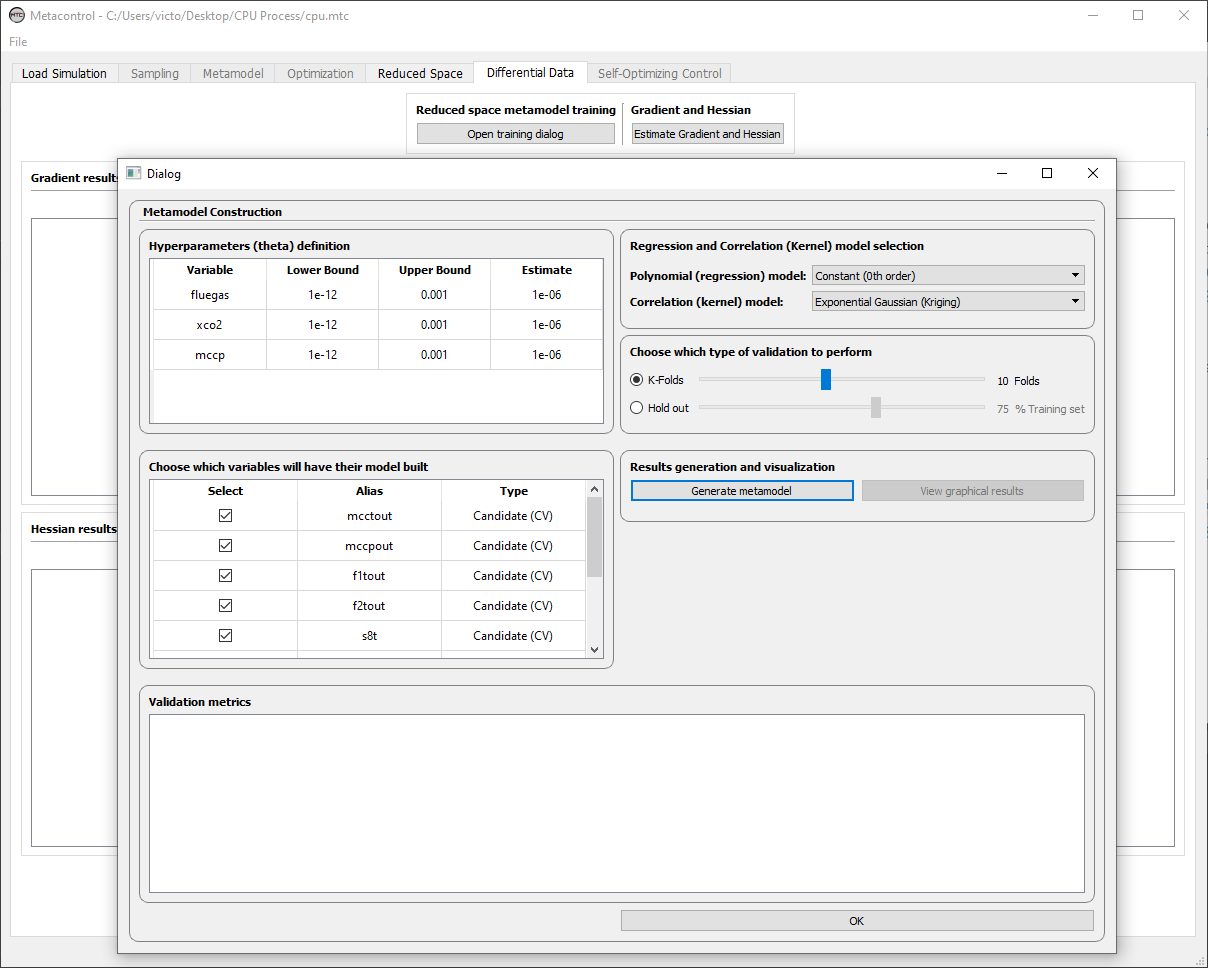 Metacontrol - C:/Users/victo/Desktop/CPU Process/cpu.mtc
File
Load Simulation Sampling Metamodel Optimization Reduced Space Differential Data Self-Optimizing Control
Reduced space metamodel training Gradient and Hessian
Open training dialog Estimate Gradient and Hessian
Gradient results
Hessian results
Dialog
Metamodel Construction
Hyperparameters (theta) definition
Variable Lower Bound Upper Bound Estimate
fluegas 1e-12 0.001 1e-06
xco2 1e-12 0.001 1e-06
mccp 1e-12 0.001 1e-06
Regression and Correlation (Kernel) model selection
Polynomial (regression) model: Constant (0th order)
Correlation (kernel) model: Exponential Gaussian (Kriging)
Choose which type of validation to perform
K-Folds 10 Folds
Hold out 75 % Training set
Choose which variables will have their model built
Select Alias Type
mcctout Candidate (CV)
mccpout Candidate (CV)
f1tout Candidate (CV)
f2tout Candidate (CV)
s8t Candidate (CV)
Results generation and visualization
Generate metamodel View graphical results
Validation metrics
OK